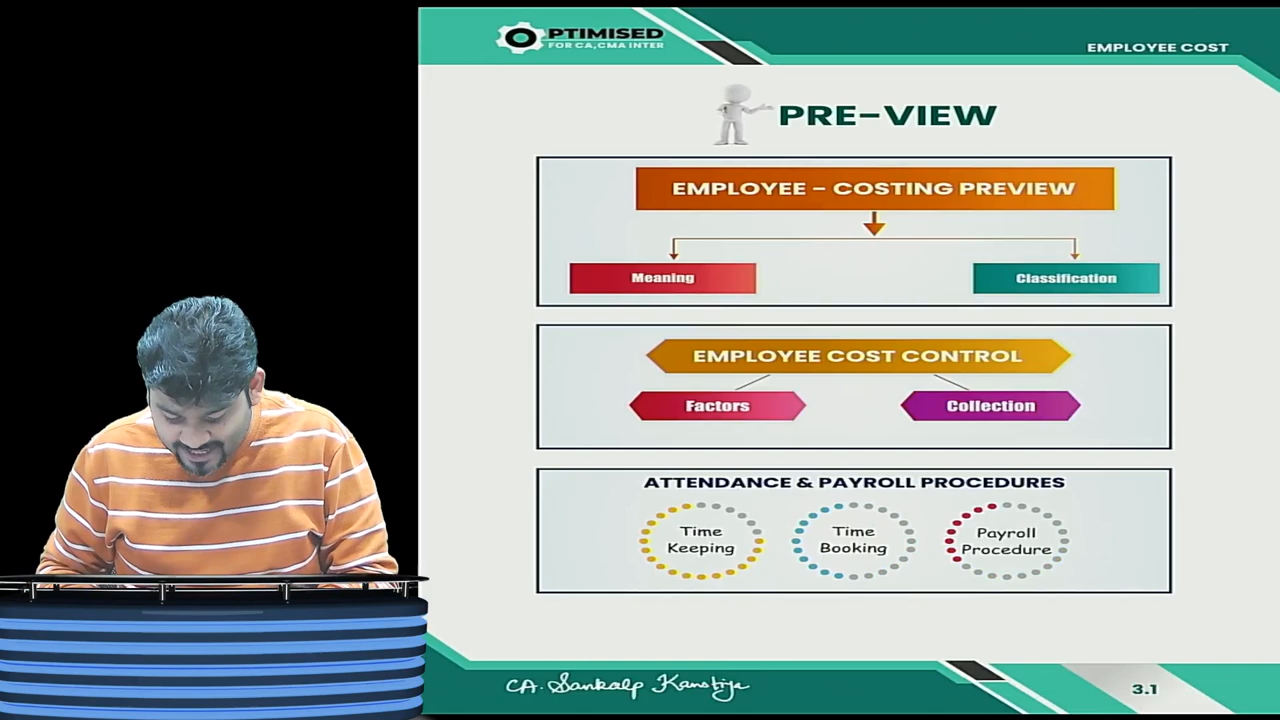 OPTIMISED
FOR CA,CMA INTER
EMPLOYEE COST
PRE-VIEW
EMPLOYEE - COSTING PREVIEW
Meaning
Classification
EMPLOYEE COST CONTROL
Factors
Collection
ATTENDANCE & PAYROLL PROCEDURES
Time
Keeping
Time
Booking
Payroll
Procedure
CA. Sankalp Kanstiya
3.1